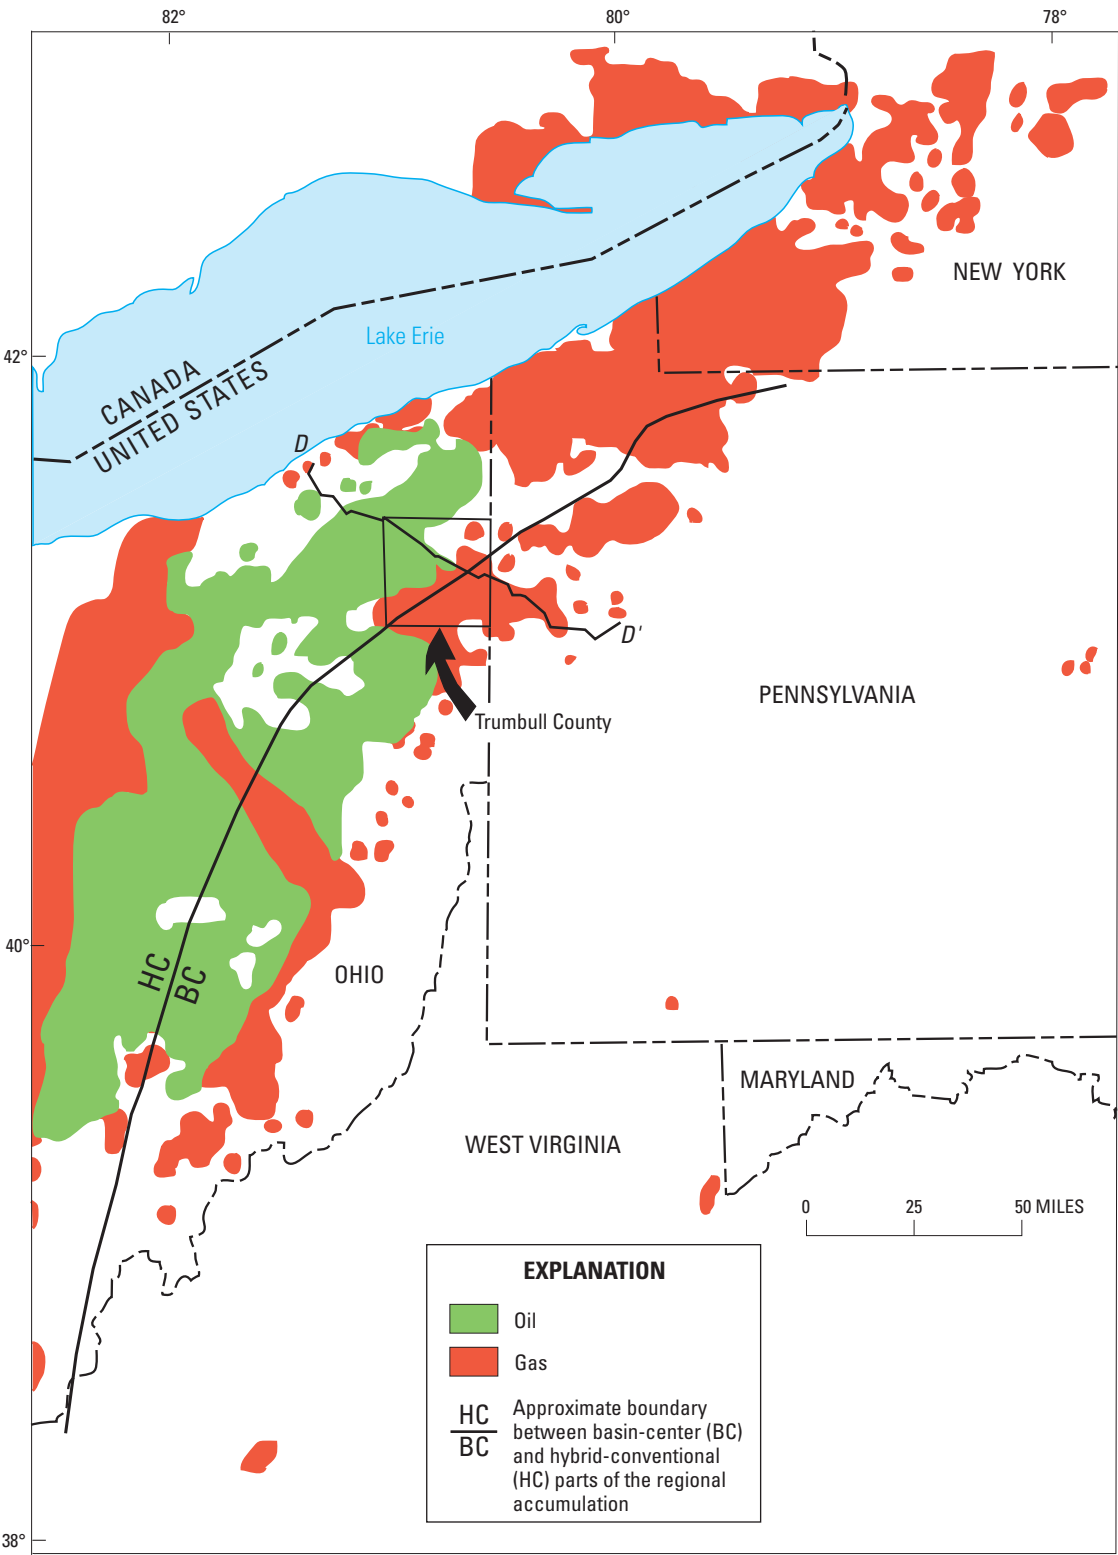 82°
80°
78°
NEW YORK
Lake Erie
42°
CANADA
UNITED STATES
D
D'
PENNSYLVANIA
Trumbull County
40°
HC
BC
OHIO
MARYLAND
WEST VIRGINIA
0 25 50 MILES
EXPLANATION
Oil
Gas
HC
BC
Approximate boundary
between basin-center (BC)
and hybrid-conventional
(HC) parts of the regional
accumulation
38°